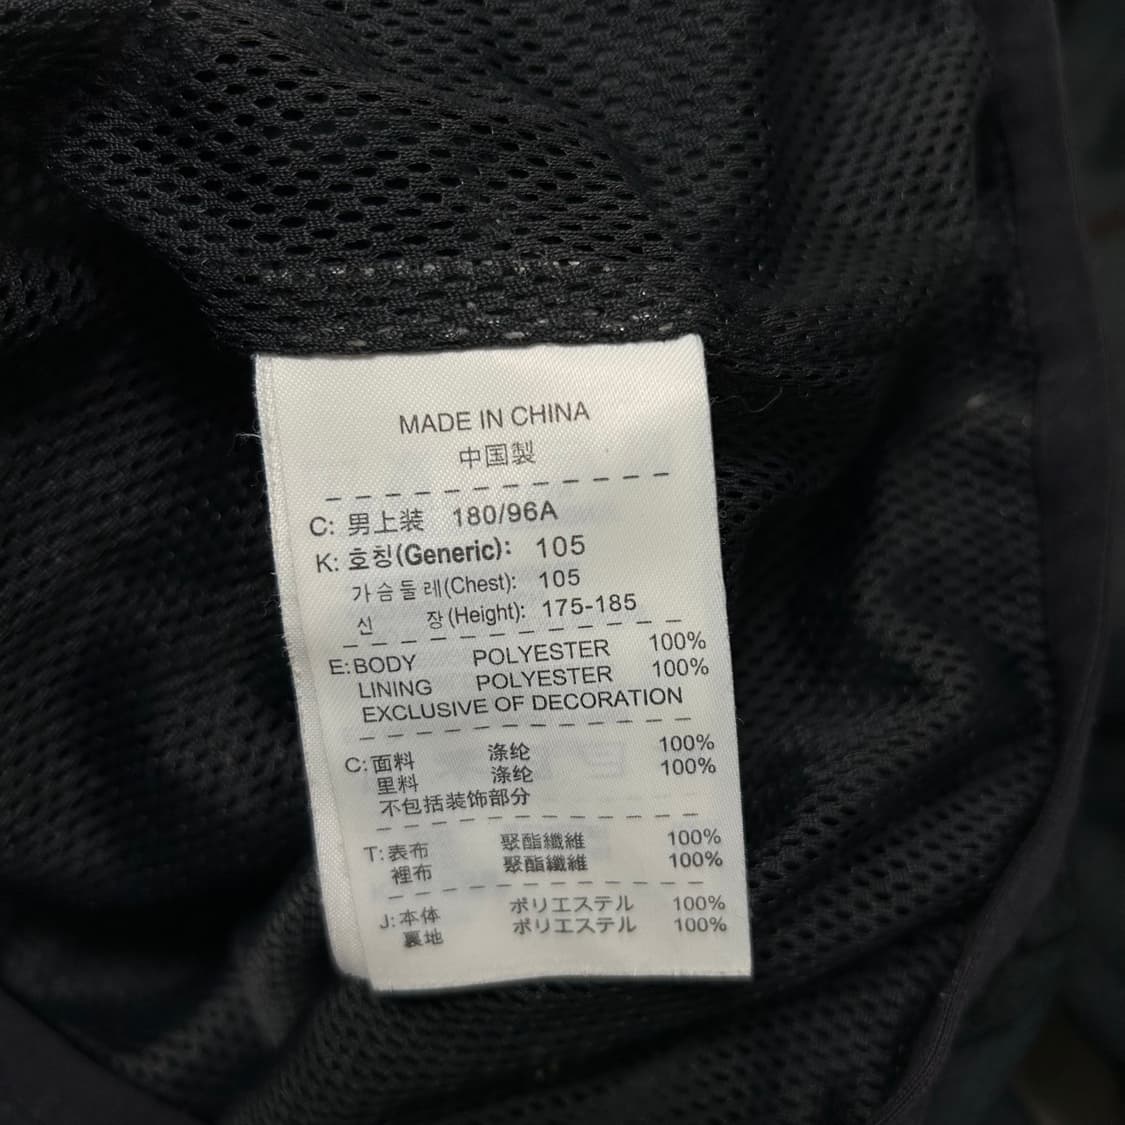 MADE IN CHINA
中国製
C: 男上装 180/96A
K: 호칭(Generic): 105
가슴둘레(Chest): 105
신 장(Height): 175-185
E:BODY POLYESTER 100%
LINING POLYESTER 100%
EXCLUSIVE OF DECORATION
C:面料 涤纶 100%
里料 涤纶 100%
不包括装饰部分
T:表布 聚酯纖維 100%
裡布 聚酯纖維 100%
J:本体 ポリエステル 100%
裏地 ポリエステル 100%